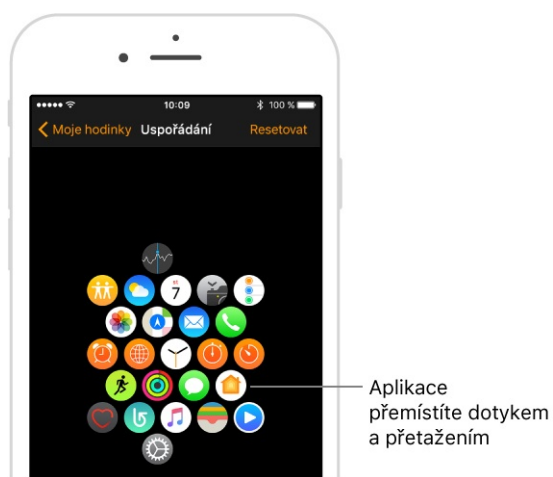 10:09
100 %
Moje hodinky Uspořádání Resetovat
7
Aplikace
přemístíte dotykem
a přetažením